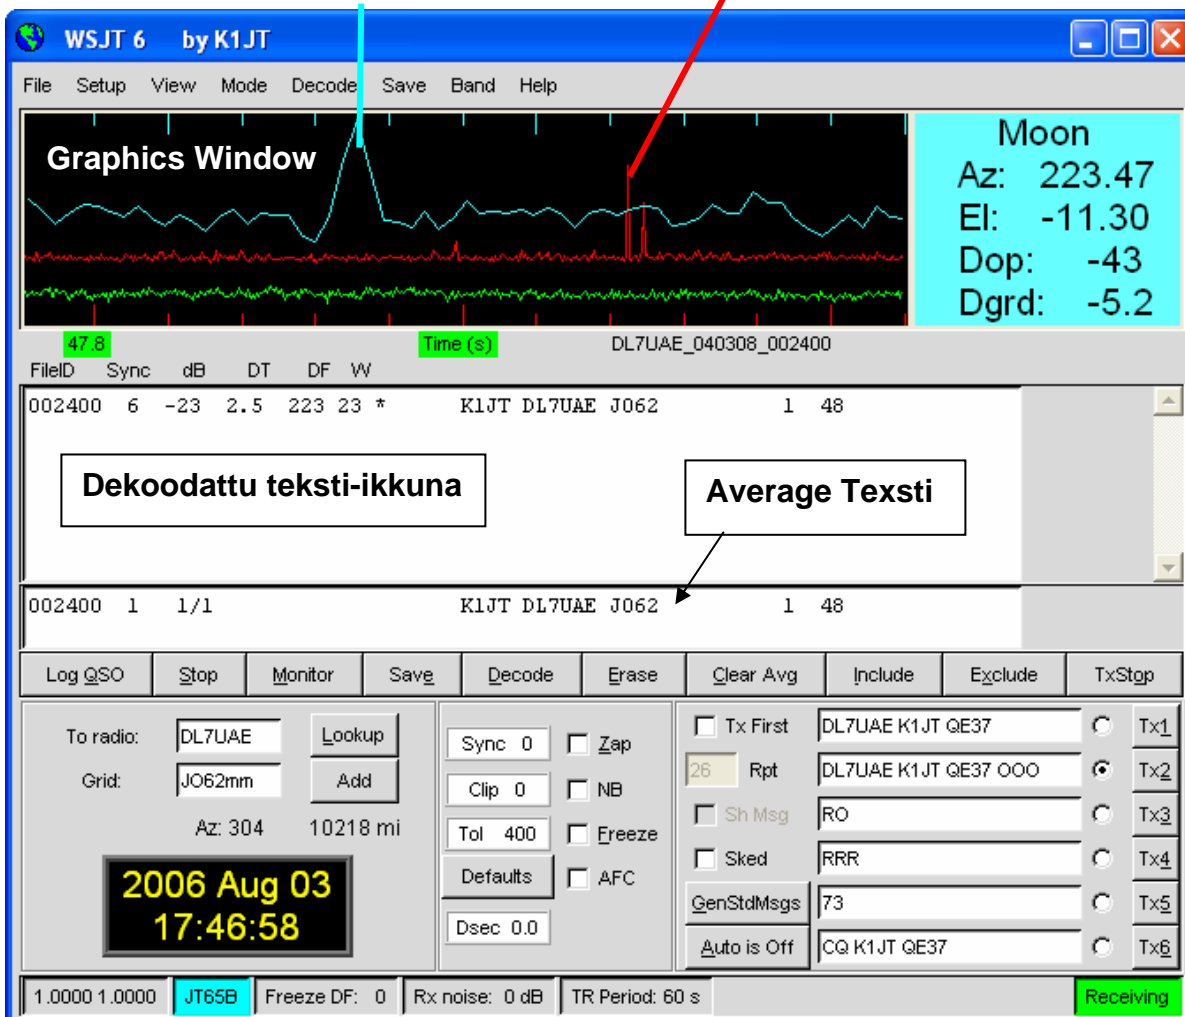 WSJT 6 by K1JT
File Setup View Mode Decode Save Band Help
Graphics Window
Moon
Az: 223.47
El: -11.30
Dop: -43
Dgrd: -5.2
47.8 Time (s) DL7UAE_040308_002400
FileID Sync dB DT DF W
002400 6 -23 2.5 223 23 * K1JT DL7UAE JO62 1 48
Dekoodattu teksti-ikkuna
Average Texsti
002400 1 1/1 K1JT DL7UAE JO62 1 48
Log QSO Stop Monitor Save Decode Erase Clear Avg Include Exclude TxStop
To radio: DL7UAE Lookup
Grid: JO62mm Add
Az: 304 10218 mi
2006 Aug 03
17:46:58
Sync 0 Zap
Clip 0 NB
Tol 400 Freeze
Defaults AFC
Dsec 0.0
Tx First DL7UAE K1JT QE37 Tx1
26 Rpt DL7UAE K1JT QE37 OOO Tx2
Sh Msg RO Tx3
Sked RRR Tx4
GenStdMsgs 73 Tx5
Auto is Off CQ K1JT QE37 Tx6
1.0000 1.0000 JT65B Freeze DF: 0 Rx noise: 0 dB TR Period: 60 s Receiving